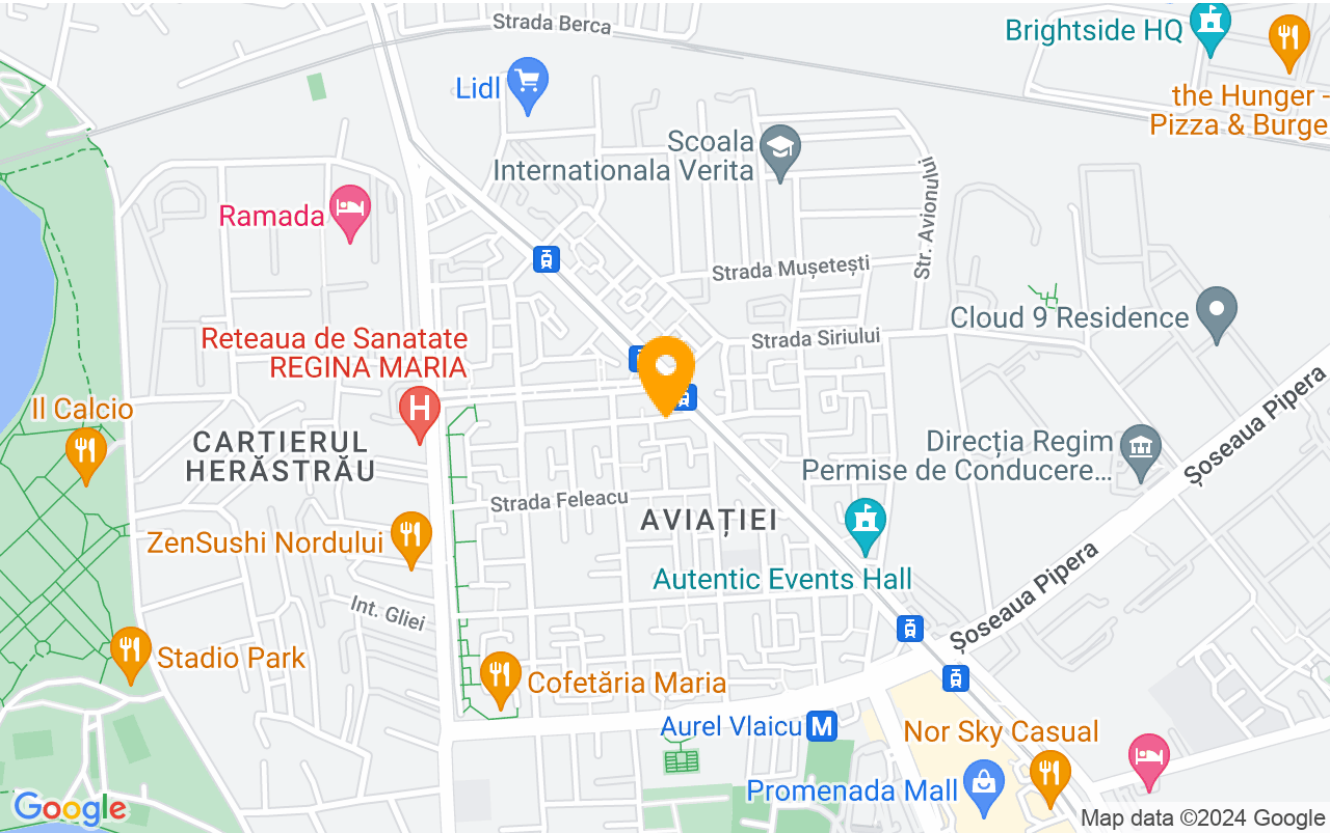 Strada Berca
Brightside HQ
Lidl
the Hunger -
Pizza & Burge
Scoala
Internationala Verita
Str. Avionului
Ramada
Strada Mușetești
Cloud 9 Residence
Strada Siriului
Reteaua de Sanatate
REGINA MARIA
H
Il Calcio
CARTIERUL
HERĂSTRĂU
Șoseaua Pipera
Direcția Regim
Permise de Conducere...
Strada Feleacu
AVIAȚIEI
ZenSushi Nordului
Autentic Events Hall
Int. Gliei
Șoseaua Pipera
Stadio Park
Cofetăria Maria
Aurel Vlaicu M
Nor Sky Casual
Promenada Mall
Google
Map data ©2024 Google